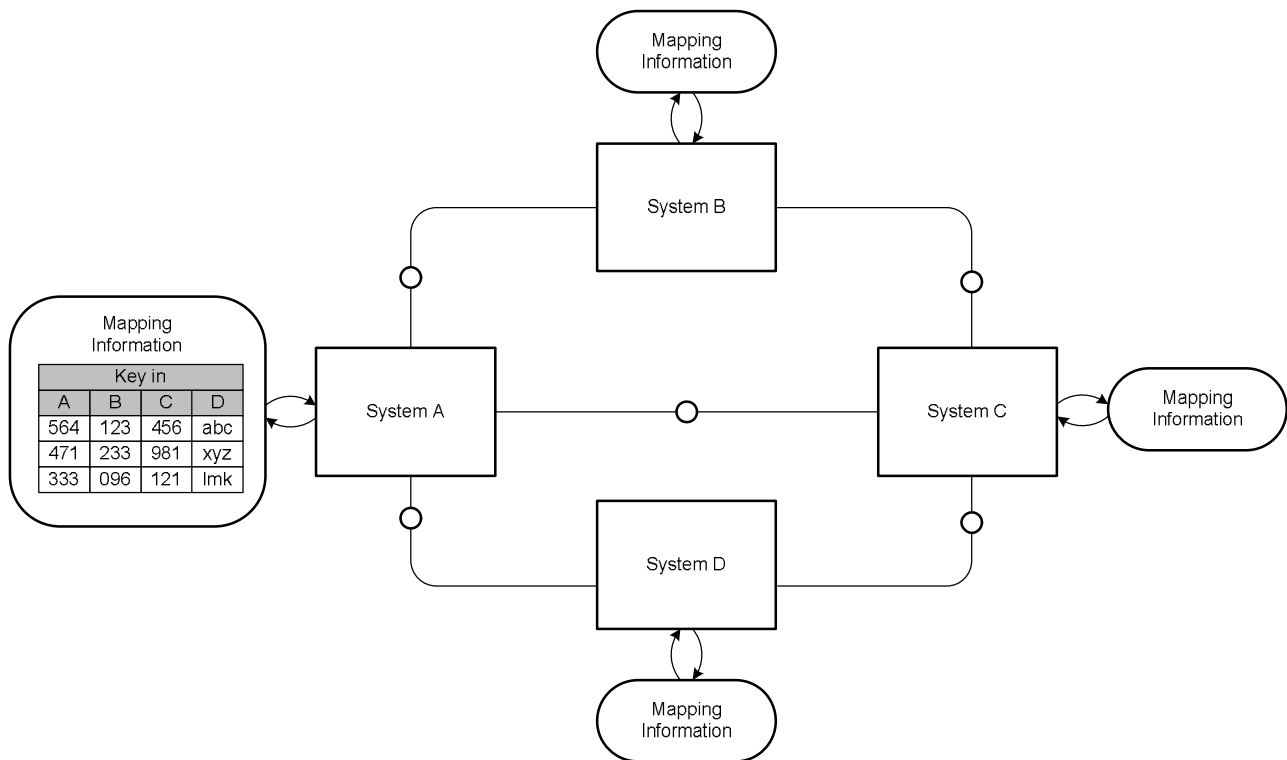 Mapping
Information
System B
Mapping
Information
Key in
A B C D
564 123 456 abc
471 233 981 xyz
333 096 121 lmk
System A
System C
Mapping
Information
System D
Mapping
Information